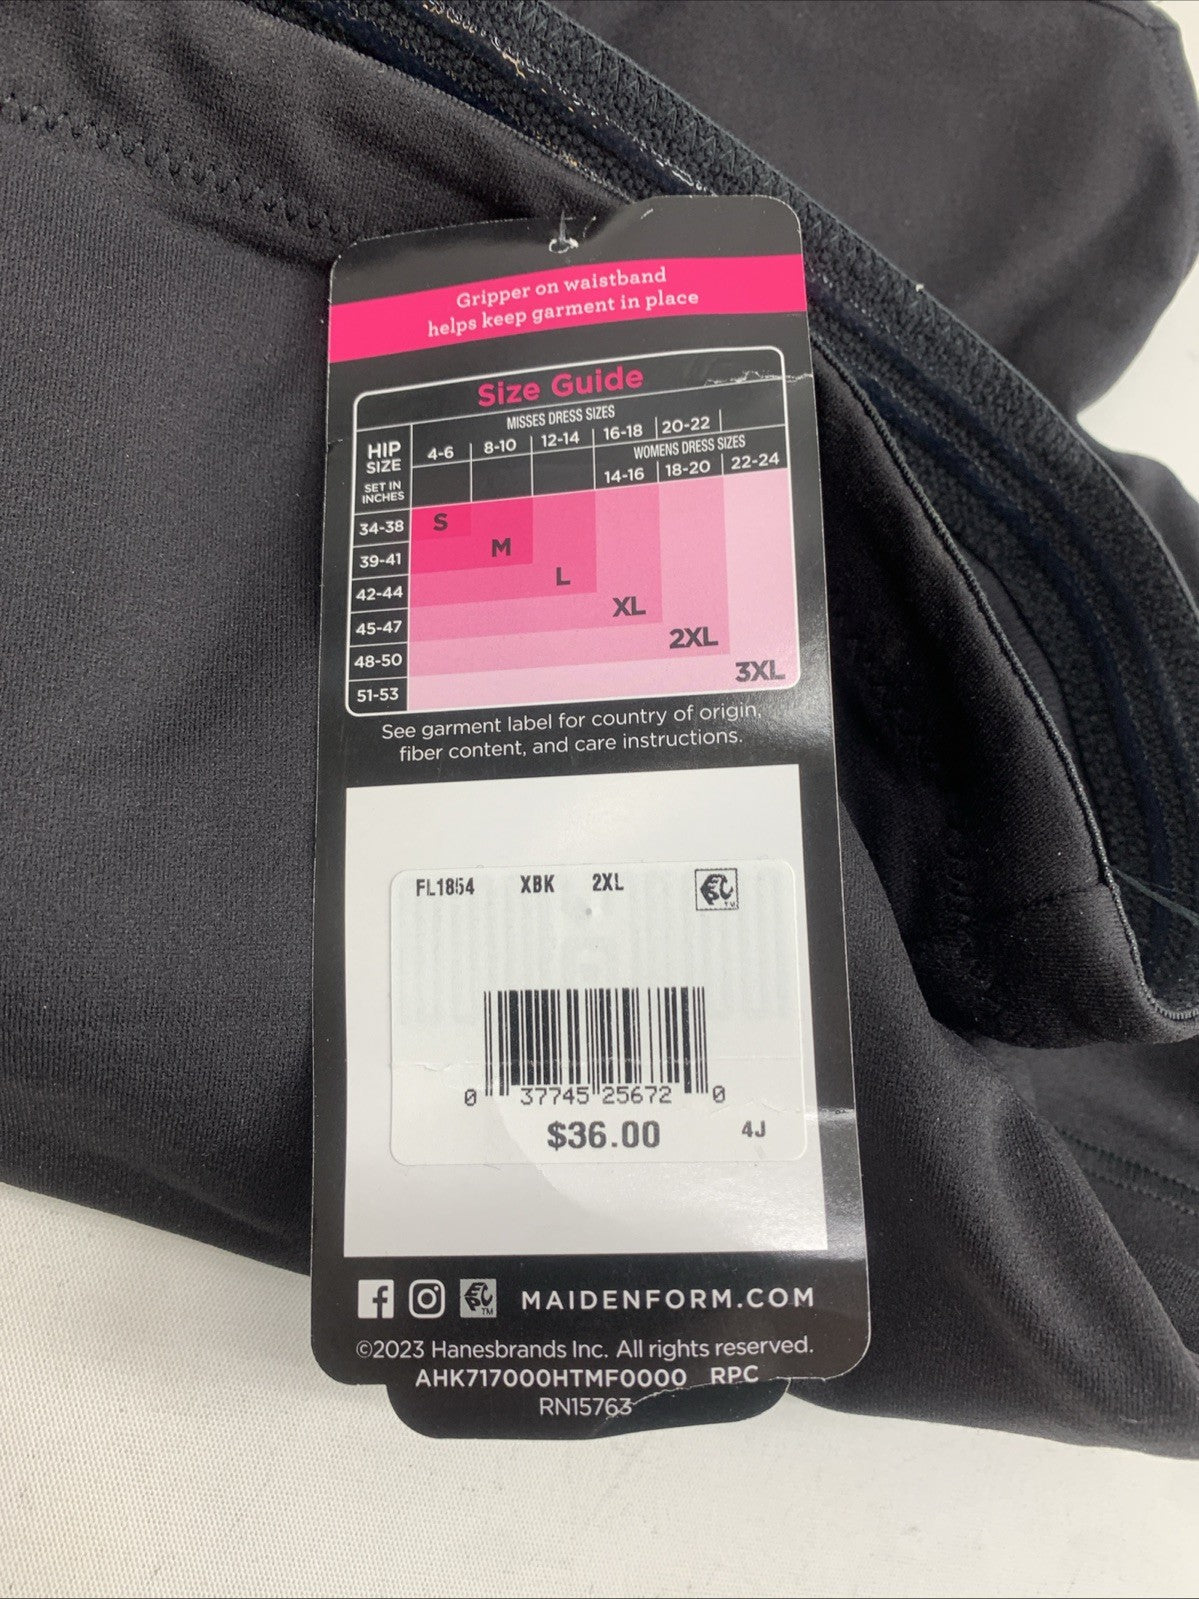 Gripper on waistband
helps keep garment in place
Size Guide
MISSES DRESS SIZES
HIP SIZE
SET IN INCHES
4-6 8-10 12-14 16-18 20-22
WOMENS DRESS SIZES
14-16 18-20 22-24
34-38 S
39-41 M
42-44 L
45-47 XL
48-50 2XL
51-53 3XL
See garment label for country of origin,
fiber content, and care instructions.
FL1854 XBK 2XL
0 37745 25672 0
$36.00 4J
MAIDENFORM.COM
©2023 Hanesbrands Inc. All rights reserved.
AHK717000HTMF0000 RPC
RN15763